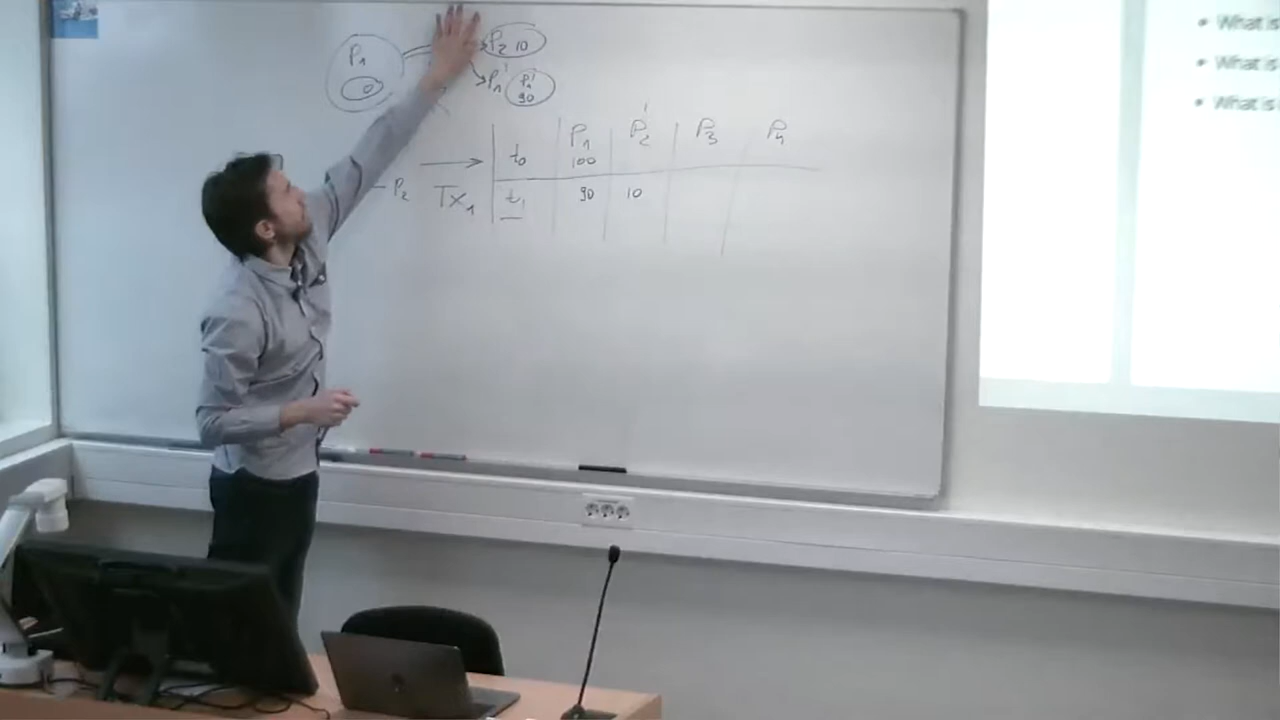 P₁ P₂ 10
0 P₁' P₁'
90
P₁ P₂' P₃ P₄
t₀ 100
P₂ Tx₁ t₁ 90 10
• What is
• What is
• What is